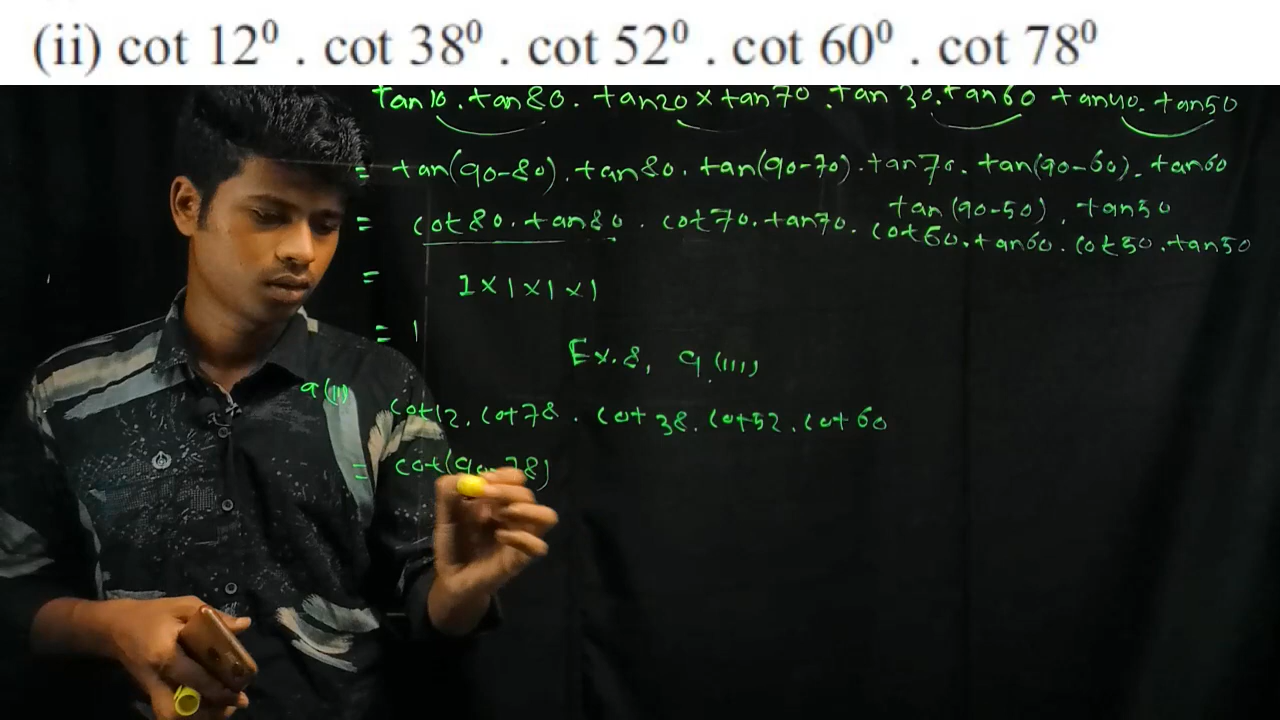 (ii) cot 12⁰ . cot 38⁰ . cot 52⁰ . cot 60⁰ . cot 78⁰
tan10 . tan80 . tan20 x tan70 . tan 30 . tan60 tan40 . tan50
= tan(90-80) . tan80 . tan(90-70) . tan70 . tan(90-60) . tan60
tan(90-50) . tan50
= cot80 . tan80 . cot70 . tan70 . cot60 . tan60 . cot50 . tan50
= 1 x 1 x 1 x 1
= 1
Ex.8, 9(iii)
9(ii) cot12 . cot78 . cot38 . cot52 . cot60
= cot(90-78)